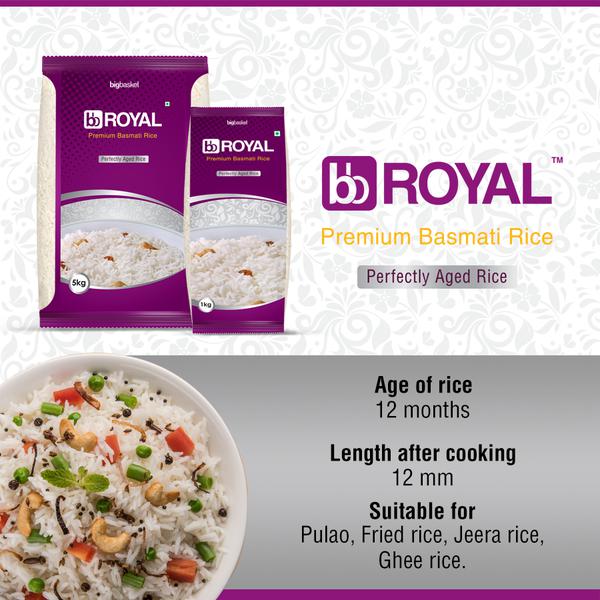 bigbasket
bb ROYAL
Premium Basmati Rice
Perfectly Aged Rice
5kg
bigbasket
bb ROYAL
Premium Basmati Rice
Perfectly Aged Rice
1kg
bb ROYAL™
Premium Basmati Rice
Perfectly Aged Rice
Age of rice
12 months
Length after cooking
12 mm
Suitable for
Pulao, Fried rice, Jeera rice,
Ghee rice.